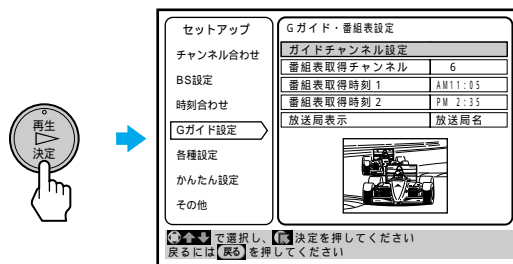 再生
決定
セットアップ
チャンネル合わせ
BS設定
時刻合わせ
Gガイド設定
各種設定
かんたん設定
その他
Gガイド・番組表設定
ガイドチャンネル設定
番組表取得チャンネル 6
番組表取得時刻1 AM11:05
番組表取得時刻2 PM 2:35
放送局表示 放送局名
で選択し、 決定を押してください
戻るには 戻る を押してください